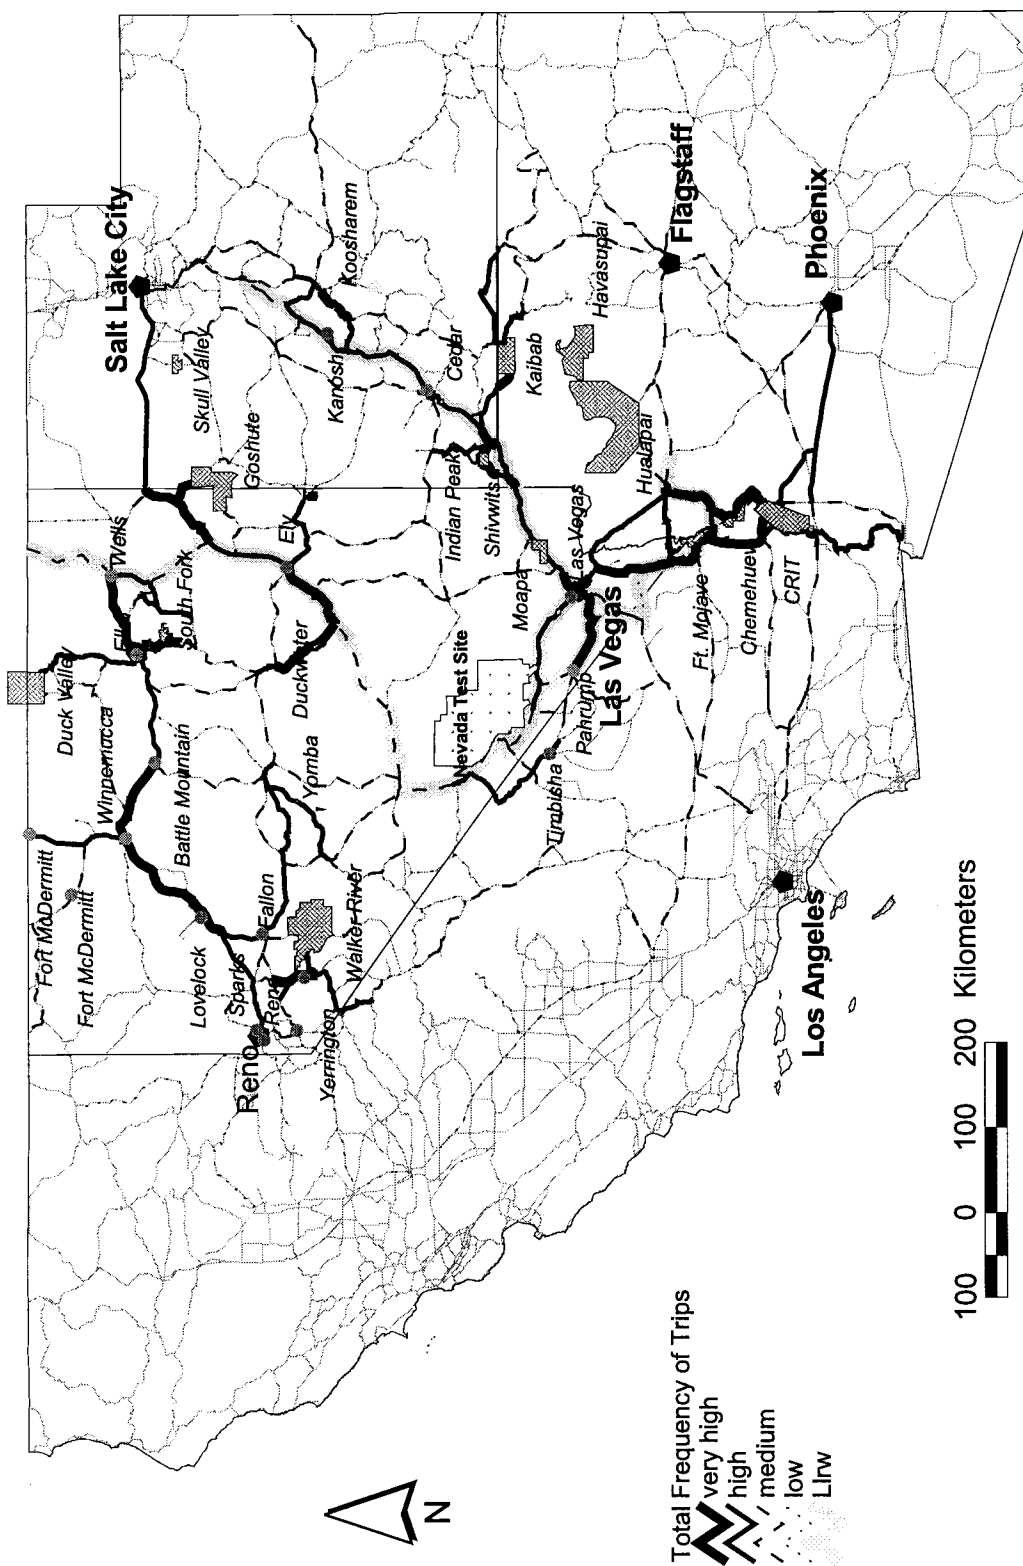 Salt Lake City
Skull Valley
Goshute
Wells
South Fork
Duck Valley
Winnemucca
Battle Mountain
Fort McDermitt
Fort McDermitt
Lovelock
Sparks
Fallon
Reno
Reno
Yerrington
Walker River
Yomba
Duckwater
Ely
Kanosh
Koosharem
Cedar
Indian Peak
Shivwits
Kaibab
Havasupai
Hualapai
Moapa
Las Vegas
Las Vegas
Nevada Test Site
Pahrump
Timbisha
Ft. Mojave
Chemehuevi
CRIT
Flagstaff
Phoenix
Los Angeles
N
Total Frequency of Trips
very high
high
medium
low
Llrw
100 0 100 200 Kilometers